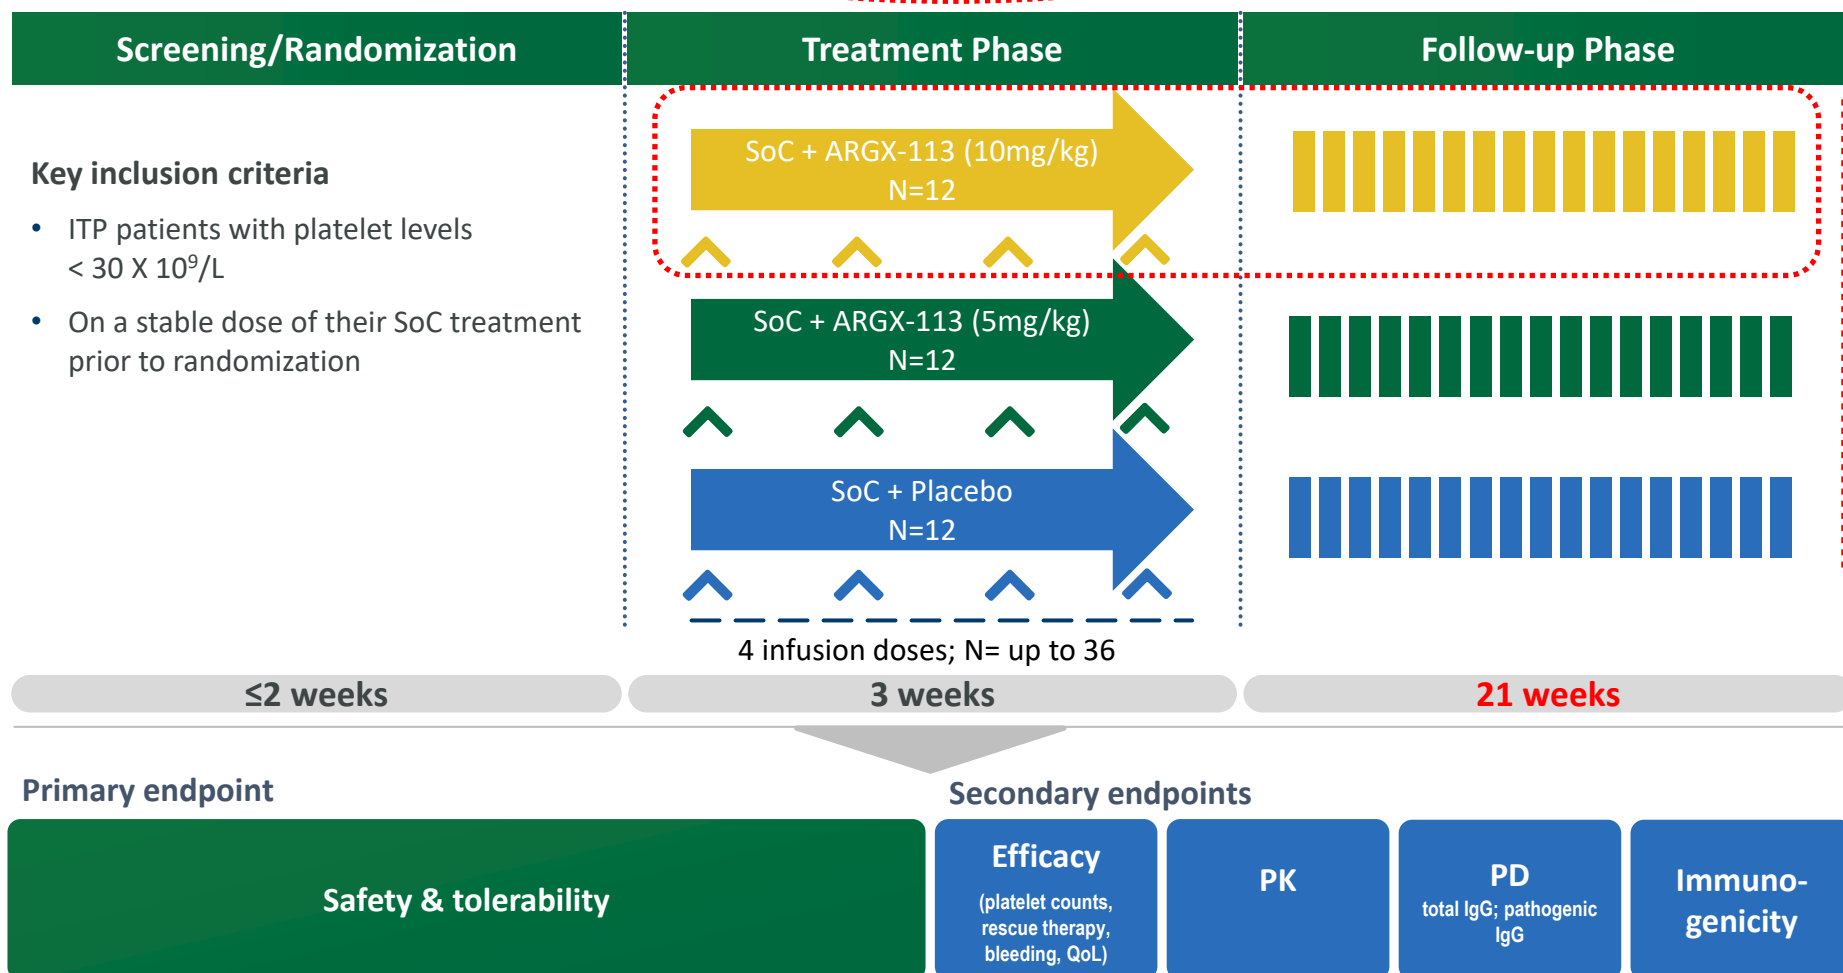 Screening/Randomization
Treatment Phase
Follow-up Phase
Key inclusion criteria
• ITP patients with platelet levels
< 30 X 10⁹/L
• On a stable dose of their SoC treatment
prior to randomization
SoC + ARGX-113 (10mg/kg)
N=12
SoC + ARGX-113 (5mg/kg)
N=12
SoC + Placebo
N=12
4 infusion doses; N= up to 36
≤2 weeks
3 weeks
21 weeks
Primary endpoint
Safety & tolerability
Secondary endpoints
Efficacy
(platelet counts,
rescue therapy,
bleeding, QoL)
PK
PD
total IgG; pathogenic
IgG
Immuno-
genicity